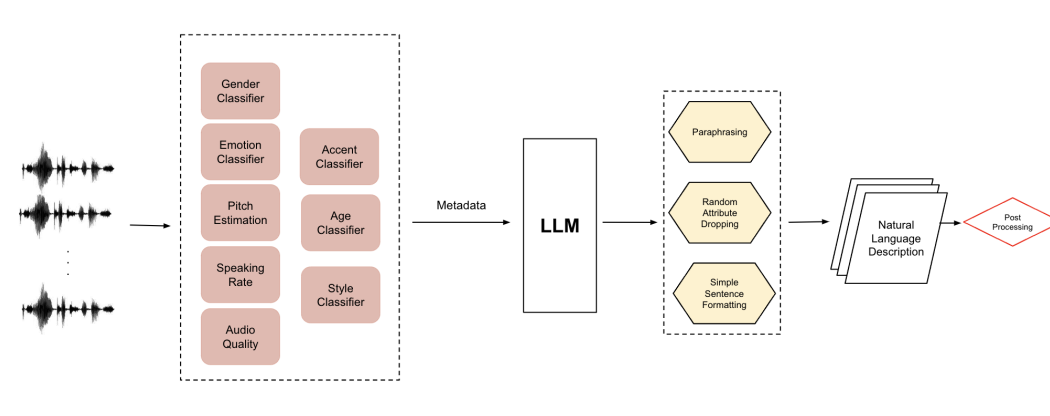 Gender
Classifier
Emotion
Classifier
Pitch
Estimation
Speaking
Rate
Audio
Quality
Accent
Classifier
Age
Classifier
Style
Classifier
Metadata
LLM
Paraphrasing
Random
Attribute
Dropping
Simple
Sentence
Formatting
Natural
Language
Description
Post
Processing